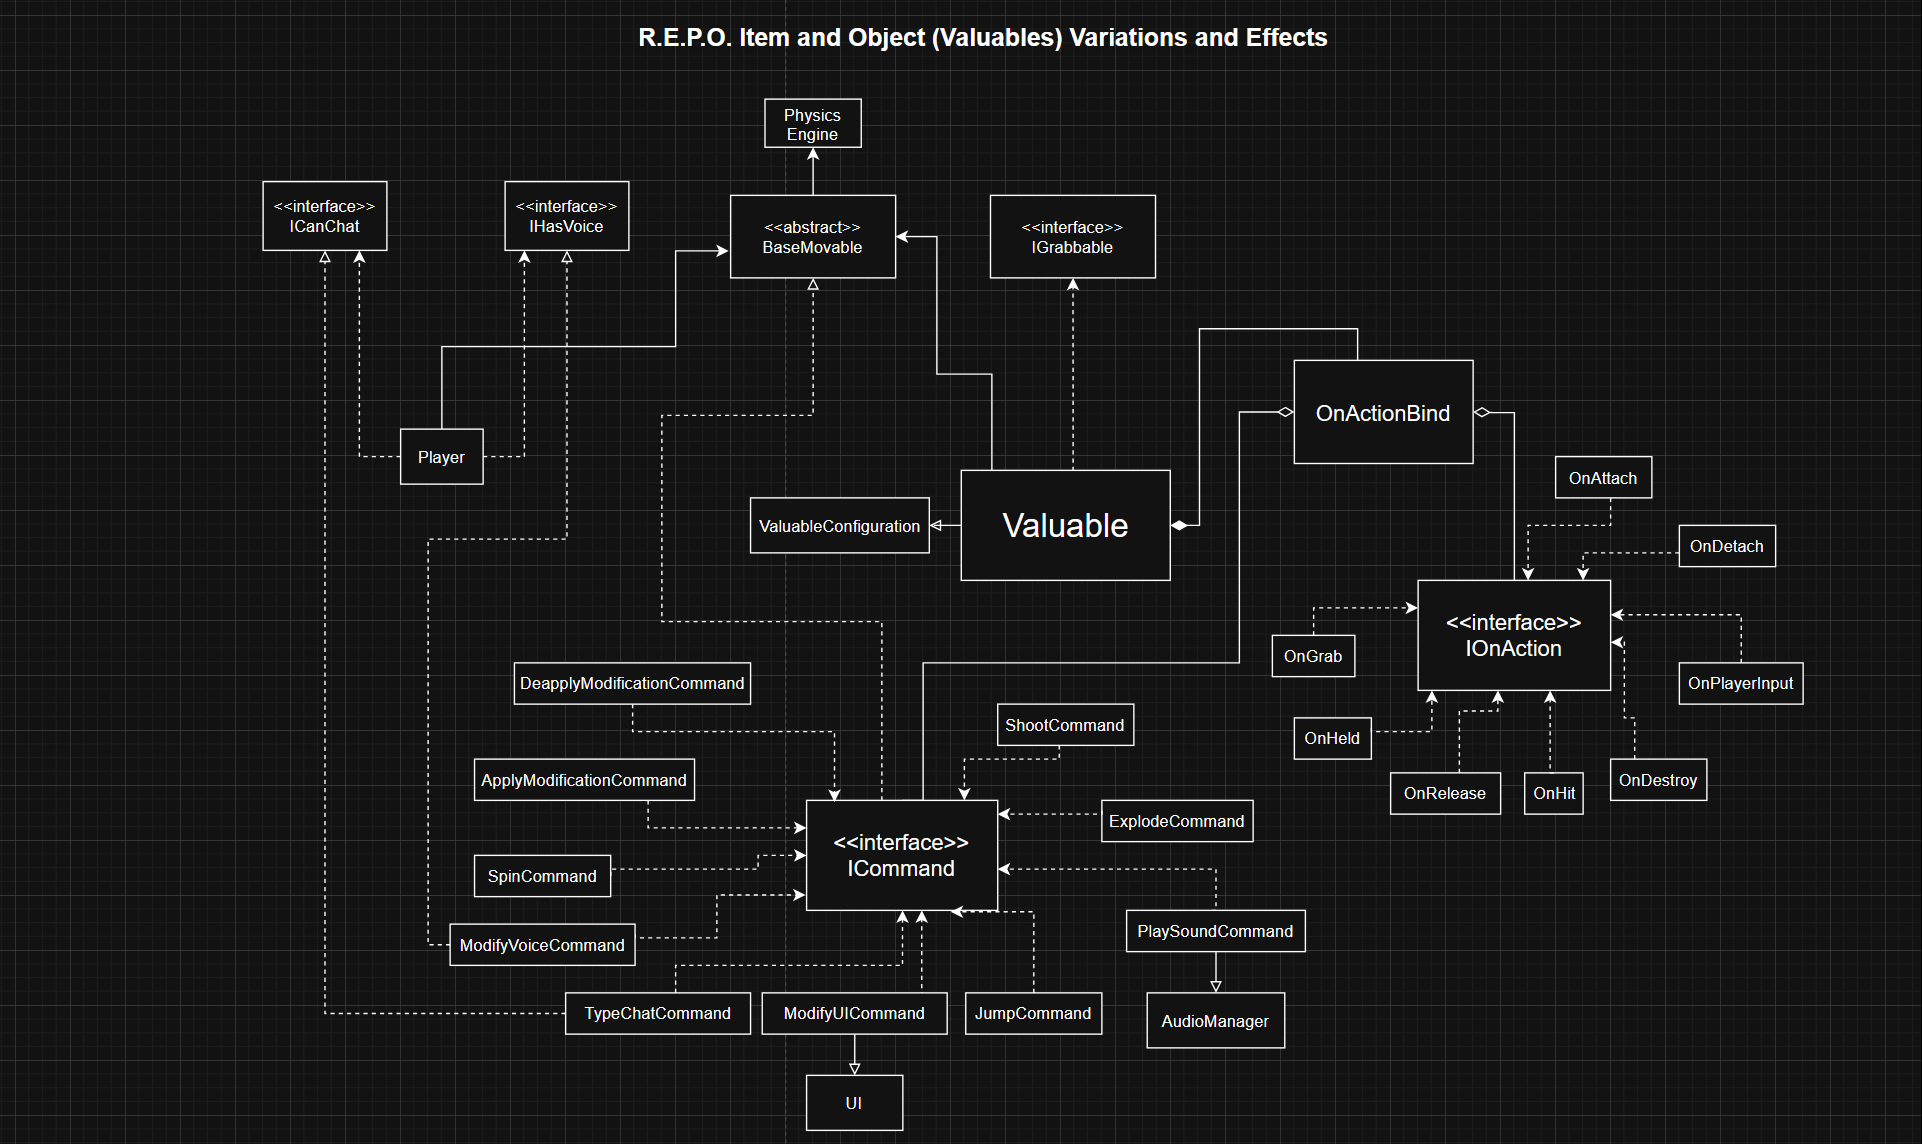 R.E.P.O. Item and Object (Valuables) Variations and Effects
Physics
Engine
<<interface>>
ICanChat
<<interface>>
IHasVoice
<<abstract>>
BaseMovable
<<interface>>
IGrabbable
OnActionBind
Player
OnAttach
ValuableConfiguration
Valuable
OnDetach
<<interface>>
IOnAction
OnGrab
OnPlayerInput
DeapplyModificationCommand
ShootCommand
OnHeld
ApplyModificationCommand
OnRelease
OnHit
OnDestroy
ExplodeCommand
<<interface>>
ICommand
SpinCommand
ModifyVoiceCommand
PlaySoundCommand
TypeChatCommand
ModifyUICommand
JumpCommand
AudioManager
UI